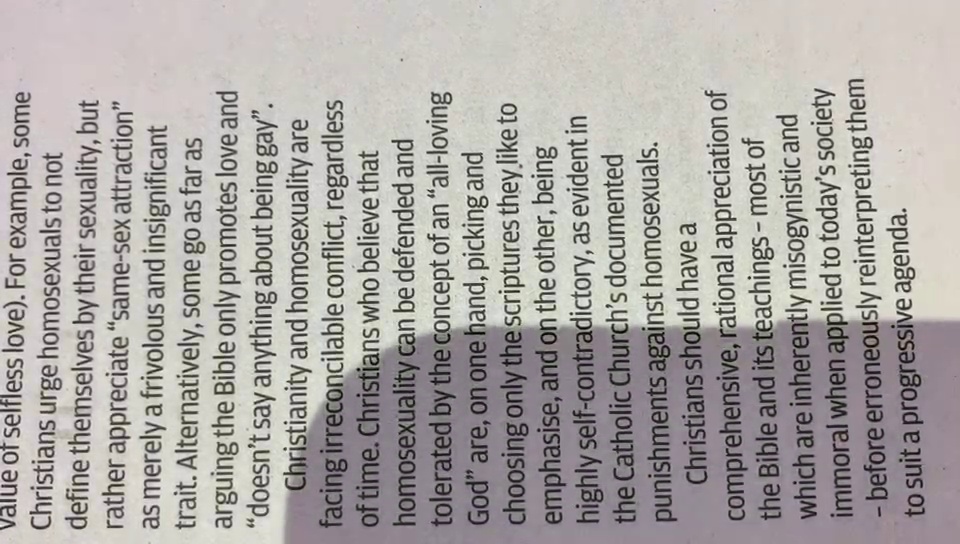 value of selfless love). For example, some
Christians urge homosexuals to not
define themselves by their sexuality, but
rather appreciate “same-sex attraction”
as merely a frivolous and insignificant
trait. Alternatively, some go as far as
arguing the Bible only promotes love and
“doesn’t say anything about being gay”.
Christianity and homosexuality are
facing irreconcilable conflict, regardless
of time. Christians who believe that
homosexuality can be defended and
tolerated by the concept of an “all-loving
God” are, on one hand, picking and
choosing only the scriptures they like to
emphasise, and on the other, being
highly self-contradictory, as evident in
the Catholic Church’s documented
punishments against homosexuals.
Christians should have a
comprehensive, rational appreciation of
the Bible and its teachings – most of
which are inherently misogynistic and
immoral when applied to today’s society
– before erroneously reinterpreting them
to suit a progressive agenda.